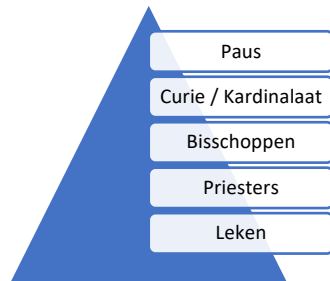 Paus
Curie / Kardinalaat
Bisschoppen
Priesters
Leken